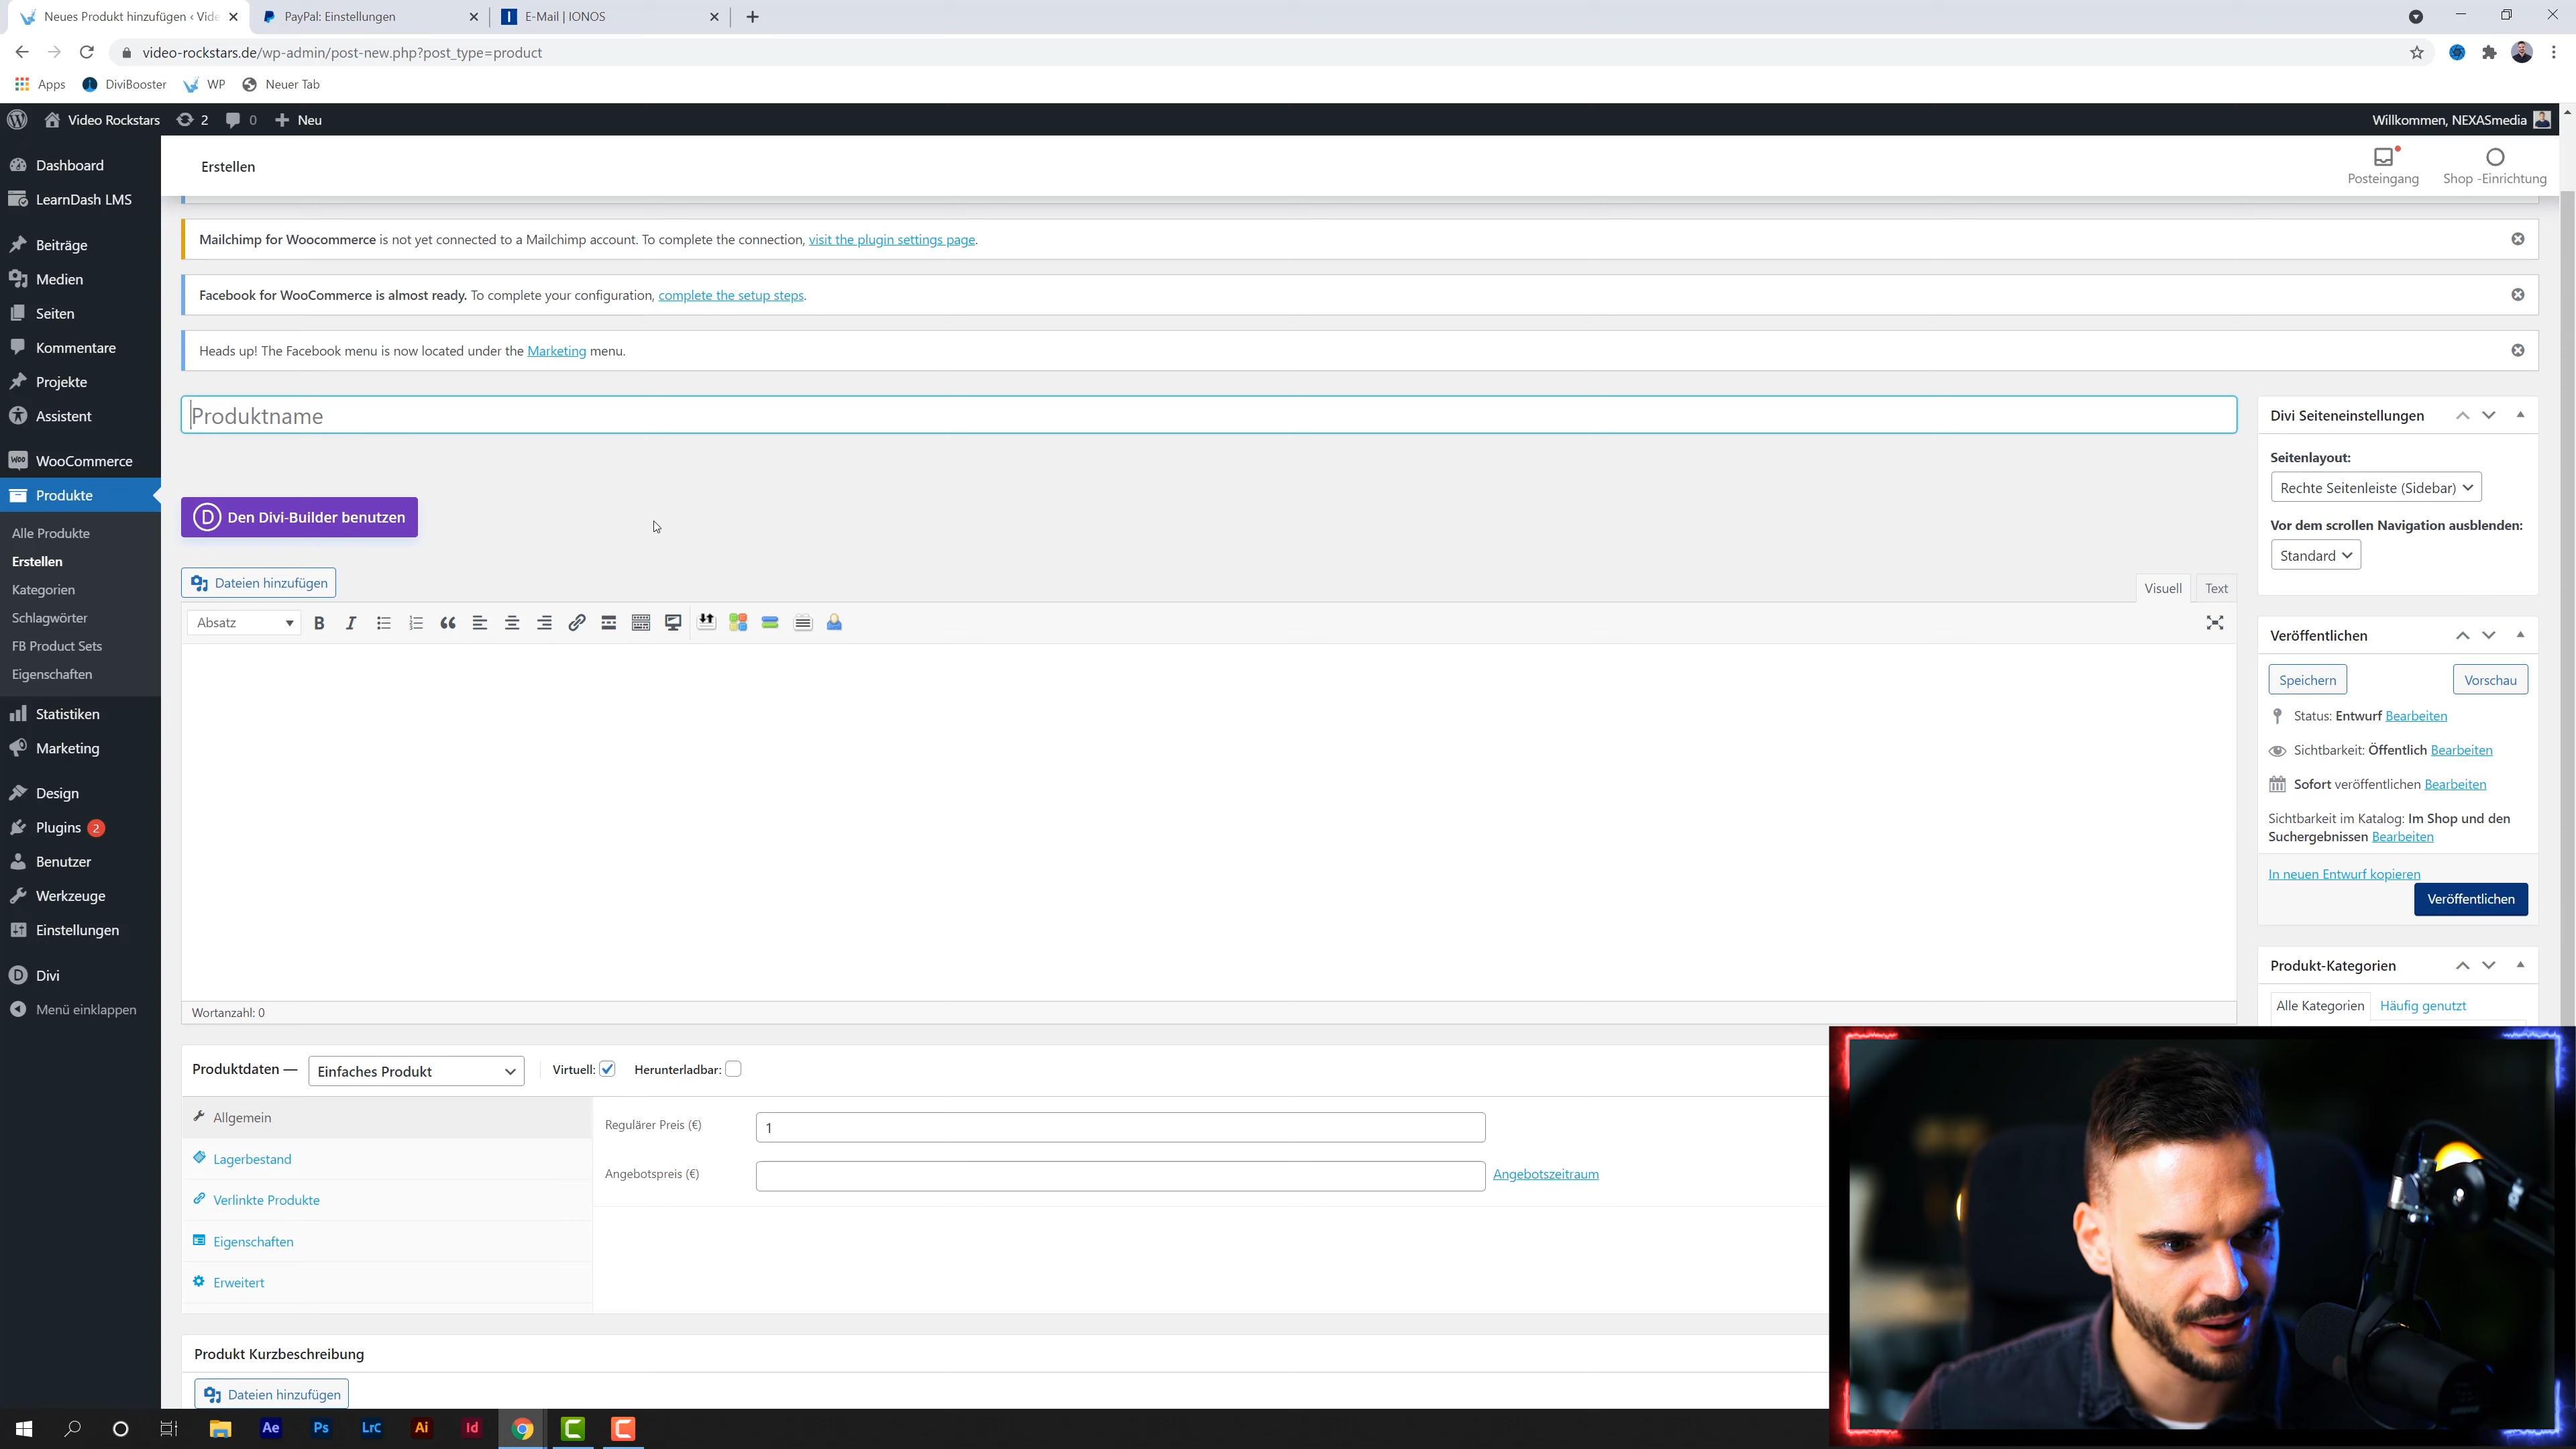 Neues Produkt hinzufügen ‹ Vide
PayPal: Einstellungen
E-Mail | IONOS
video-rockstars.de/wp-admin/post-new.php?post_type=product
Apps
DiviBooster
WP
Neuer Tab
Video Rockstars
2
0
Neu
Willkommen, NEXASmedia
Dashboard
LearnDash LMS
Beiträge
Medien
Seiten
Kommentare
Projekte
Assistent
WooCommerce
Produkte
Alle Produkte
Erstellen
Kategorien
Schlagwörter
FB Product Sets
Eigenschaften
Statistiken
Marketing
Design
Plugins 2
Benutzer
Werkzeuge
Einstellungen
Divi
Menü einklappen
Erstellen
Posteingang
Shop -Einrichtung
Mailchimp for Woocommerce is not yet connected to a Mailchimp account. To complete the connection, visit the plugin settings page.
Facebook for WooCommerce is almost ready. To complete your configuration, complete the setup steps.
Heads up! The Facebook menu is now located under the Marketing menu.
Produktname
D Den Divi-Builder benutzen
Dateien hinzufügen
Visuell
Text
Absatz
B
I
Wortanzahl: 0
Produktdaten —
Einfaches Produkt
Virtuell:
Herunterladbar:
Allgemein
Lagerbestand
Verlinkte Produkte
Eigenschaften
Erweitert
Regulärer Preis (€)
1
Angebotspreis (€)
Angebotszeitraum
Produkt Kurzbeschreibung
Dateien hinzufügen
Divi Seiteneinstellungen
Seitenlayout:
Rechte Seitenleiste (Sidebar)
Vor dem scrollen Navigation ausblenden:
Standard
Veröffentlichen
Speichern
Vorschau
Status: Entwurf Bearbeiten
Sichtbarkeit: Öffentlich Bearbeiten
Sofort veröffentlichen Bearbeiten
Sichtbarkeit im Katalog: Im Shop und den
Suchergebnissen Bearbeiten
In neuen Entwurf kopieren
Veröffentlichen
Produkt-Kategorien
Alle Kategorien
Häufig genutzt
Ae
Ps
LrC
Ai
Id